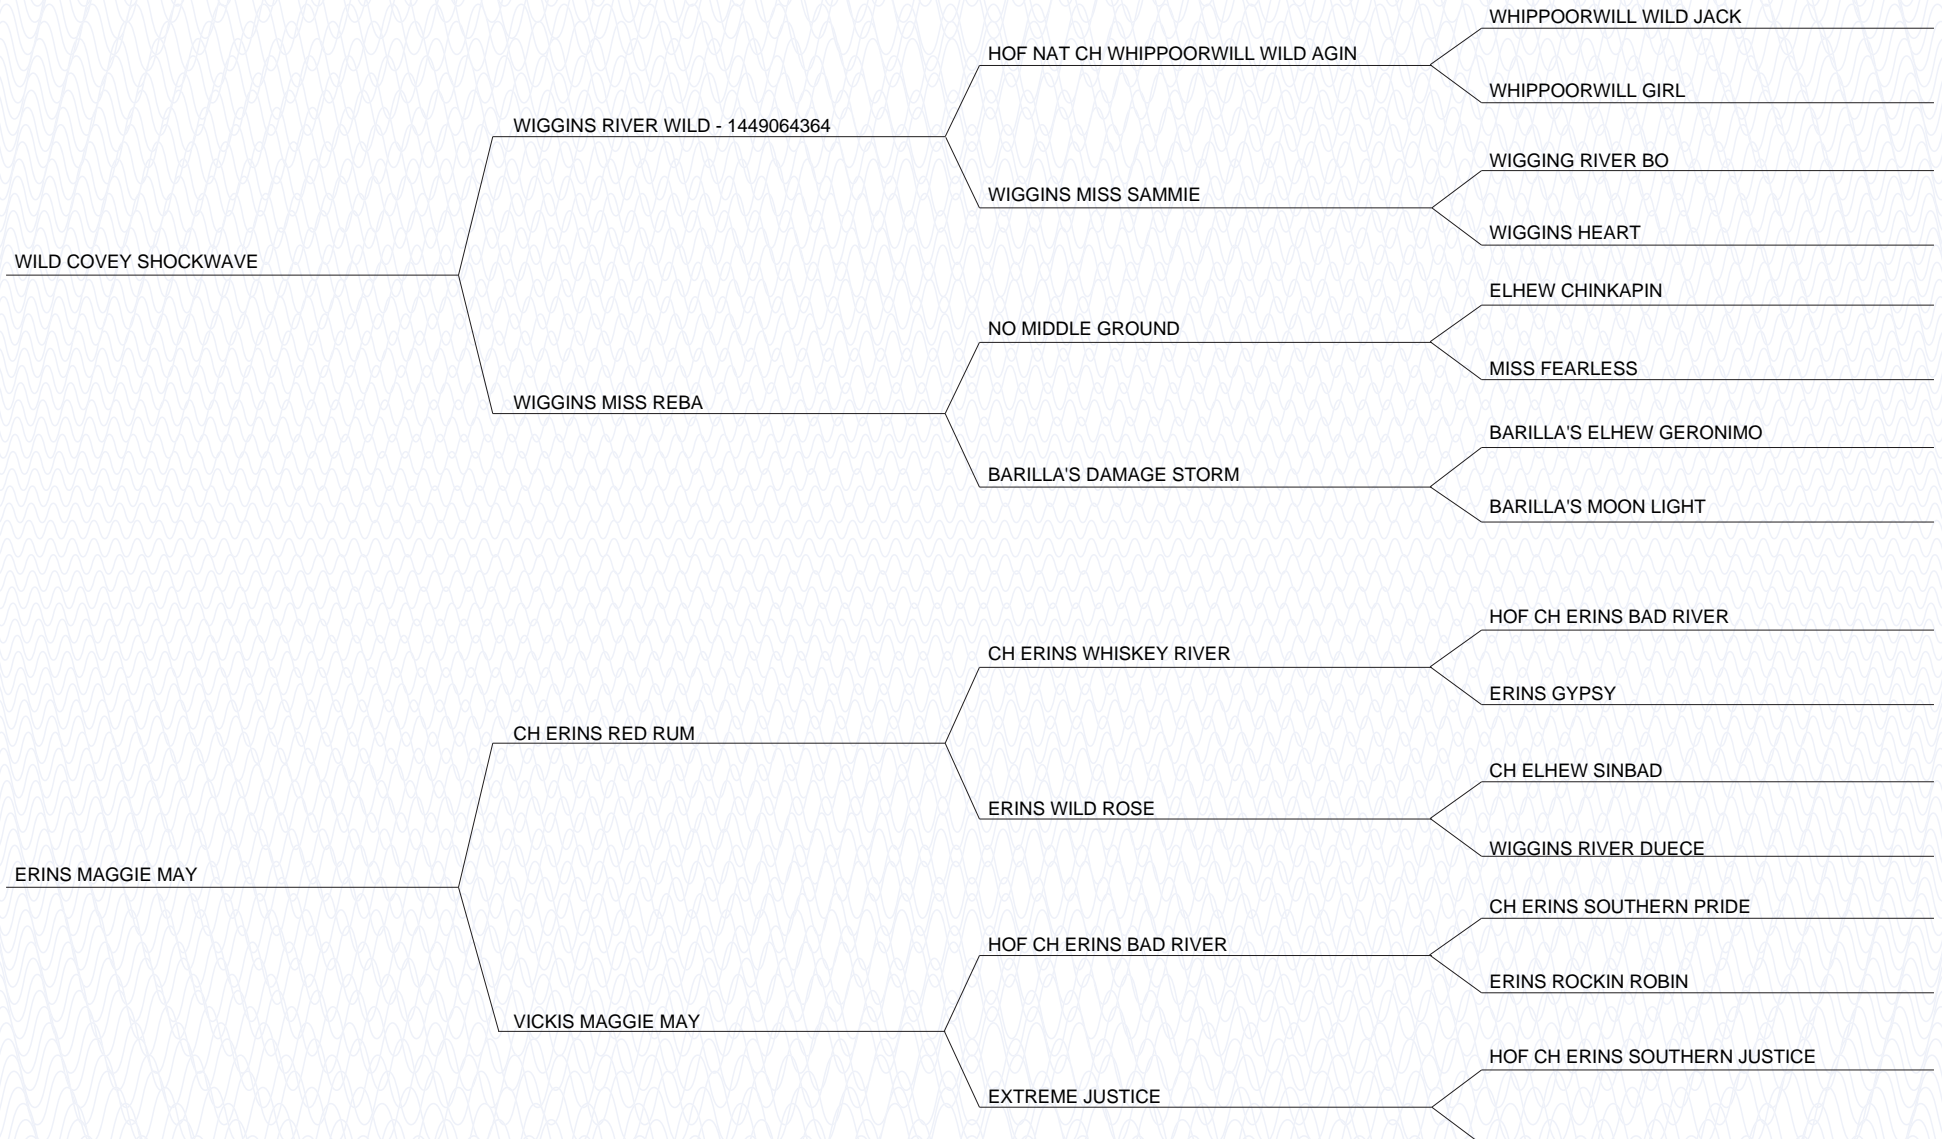 WHIPPOORWILL WILD JACK
HOF NAT CH WHIPPOORWILL WILD AGIN
WHIPPOORWILL GIRL
WIGGINS RIVER WILD - 1449064364
WIGGING RIVER BO
WIGGINS MISS SAMMIE
WIGGINS HEART
WILD COVEY SHOCKWAVE
ELHEW CHINKAPIN
NO MIDDLE GROUND
MISS FEARLESS
WIGGINS MISS REBA
BARILLA'S ELHEW GERONIMO
BARILLA'S DAMAGE STORM
BARILLA'S MOON LIGHT
HOF CH ERINS BAD RIVER
CH ERINS WHISKEY RIVER
ERINS GYPSY
CH ERINS RED RUM
CH ELHEW SINBAD
ERINS WILD ROSE
WIGGINS RIVER DUECE
ERINS MAGGIE MAY
CH ERINS SOUTHERN PRIDE
HOF CH ERINS BAD RIVER
ERINS ROCKIN ROBIN
VICKIS MAGGIE MAY
HOF CH ERINS SOUTHERN JUSTICE
EXTREME JUSTICE